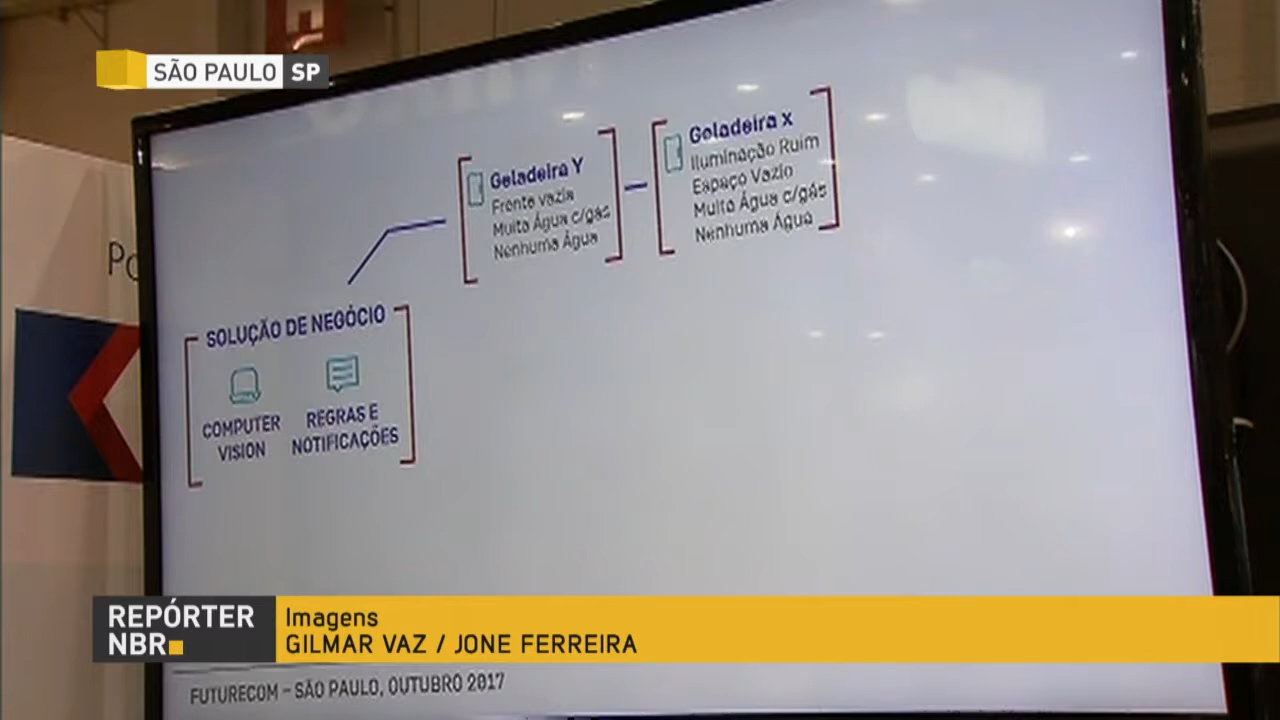 SÃO PAULO SP
Geladeira Y
Frente vazia
Muita Água c/gás
Nenhuma Água
Geladeira x
Iluminação Ruim
Espaço Vazio
Muita Água c/gás
Nenhuma Água
SOLUÇÃO DE NEGÓCIO
COMPUTER
VISION
REGRAS E
NOTIFICAÇÕES
REPÓRTER
NBR
Imagens
GILMAR VAZ / JONE FERREIRA
FUTURECOM – SÃO PAULO, OUTUBRO 2017